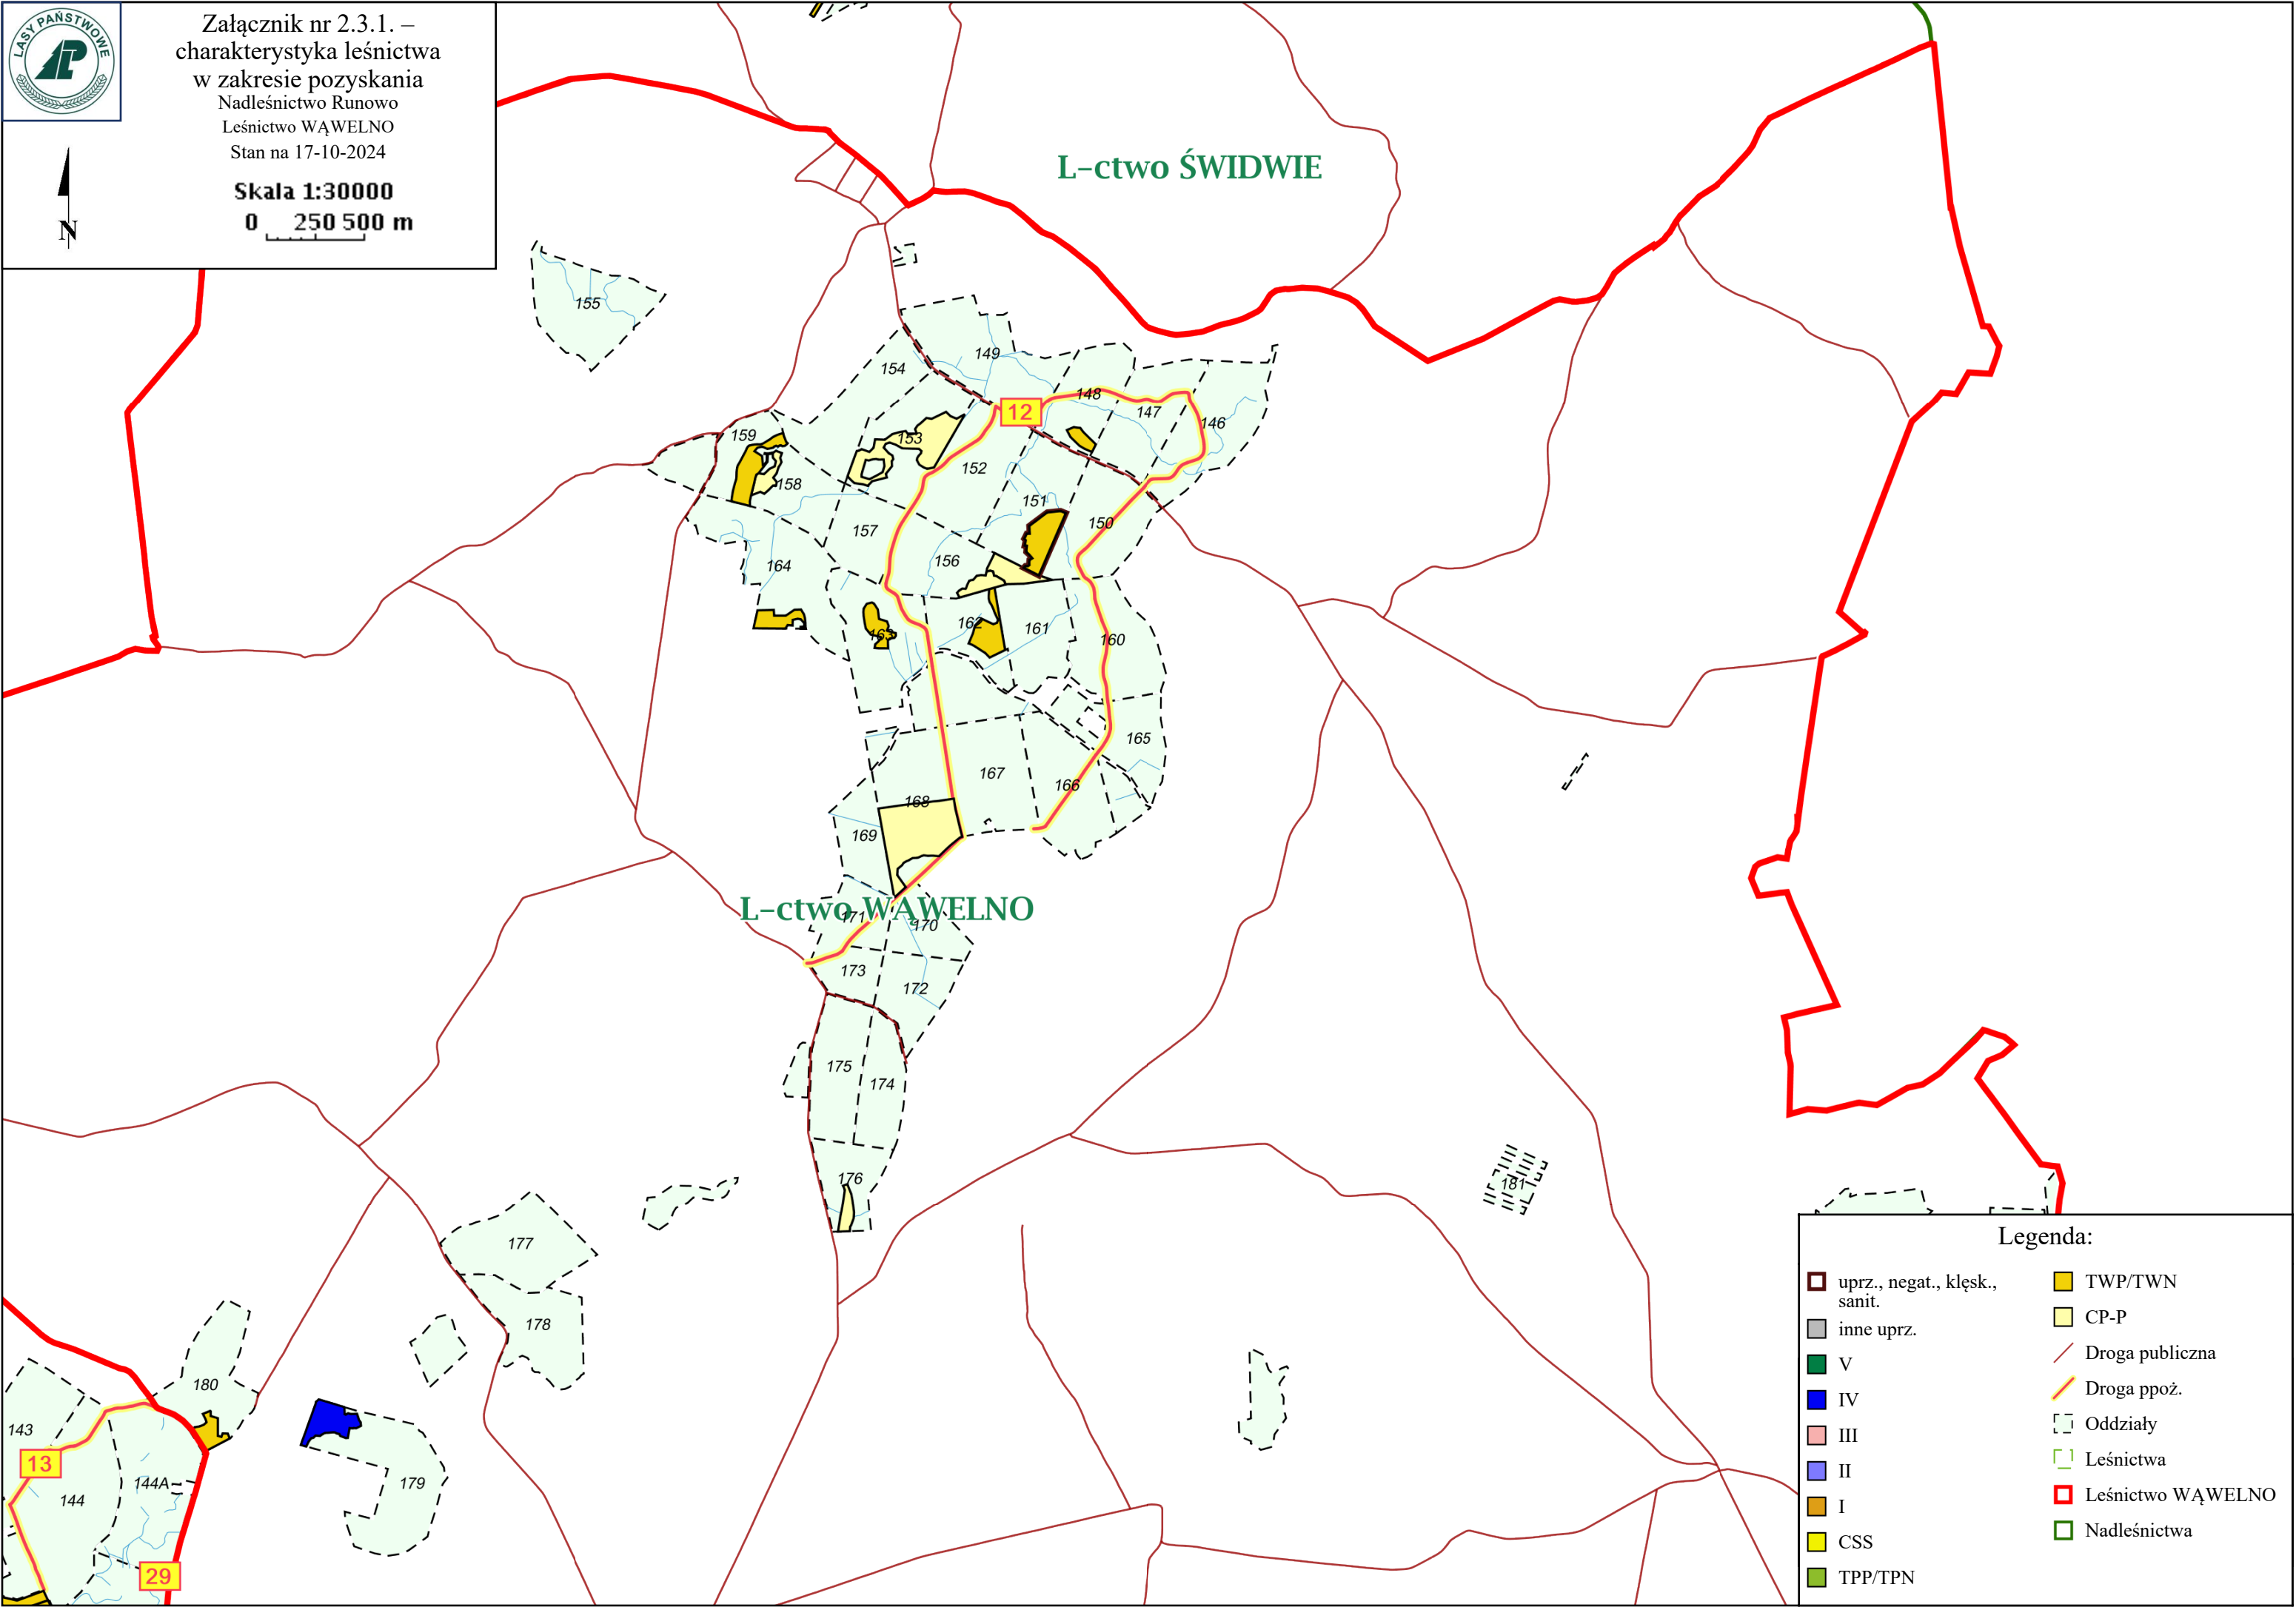 LASY PAŃSTWOWE
Załącznik nr 2.3.1. –
charakterystyka leśnictwa
w zakresie pozyskania
Nadleśnictwo Runowo
Leśnictwo WĄWELNO
Stan na 17-10-2024
Skala 1:30000
0 250 500 m
N
L-ctwo ŚWIDWIE
155
149
154
148
12
147
146
159
153
152
158
151
150
157
156
164
162
161
163
160
165
167
166
168
169
L-ctwo WĄWELNO
171
170
173
172
175
174
176
181
177
178
180
143
13
144A
179
144
29
Legenda:
uprz., negat., klęsk.,
sanit.
inne uprz.
V
IV
III
II
I
CSS
TPP/TPN
TWP/TWN
CP-P
Droga publiczna
Droga ppoż.
Oddziały
Leśnictwa
Leśnictwo WĄWELNO
Nadleśnictwa